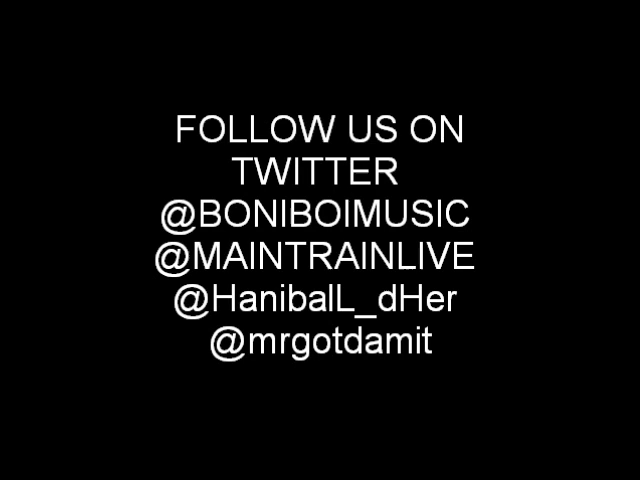 FOLLOW US ON
TWITTER
@BONIBOIMUSIC
@MAINTRAINLIVE
@HanibalL_dHer
@mrgotdamit